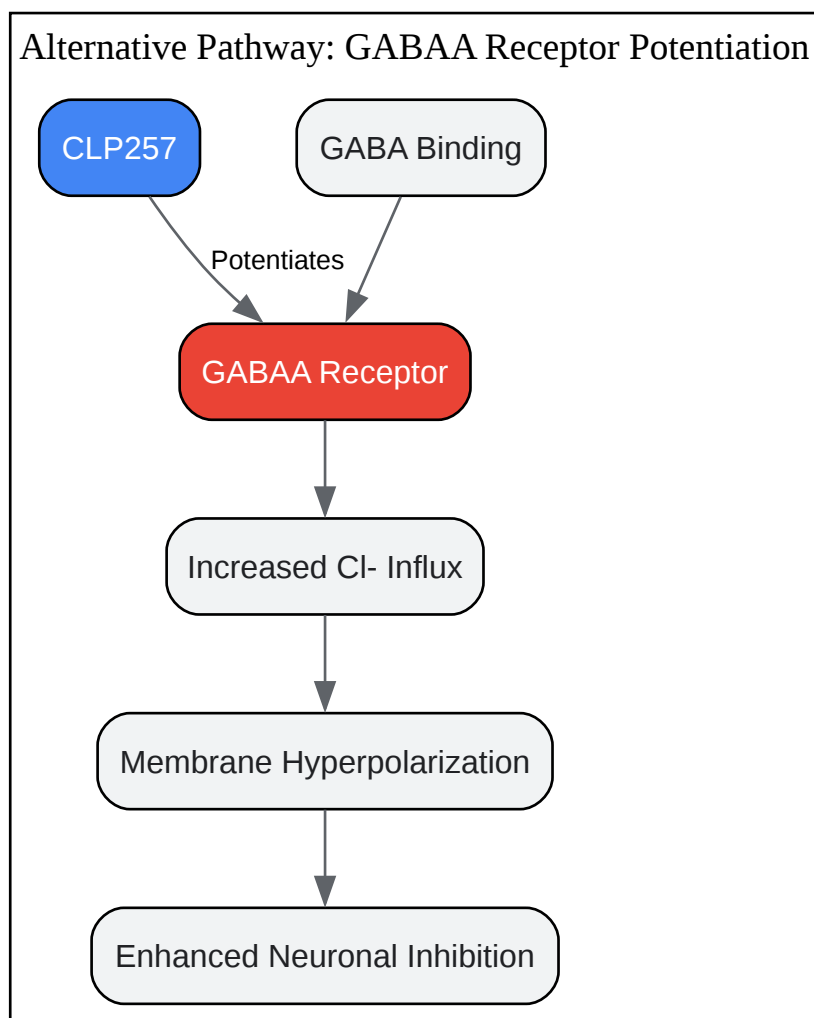 Alternative Pathway: GABAA Receptor Potentiation
CLP257
GABA Binding
Potentiates
GABAA Receptor
Increased Cl- Influx
Membrane Hyperpolarization
Enhanced Neuronal Inhibition